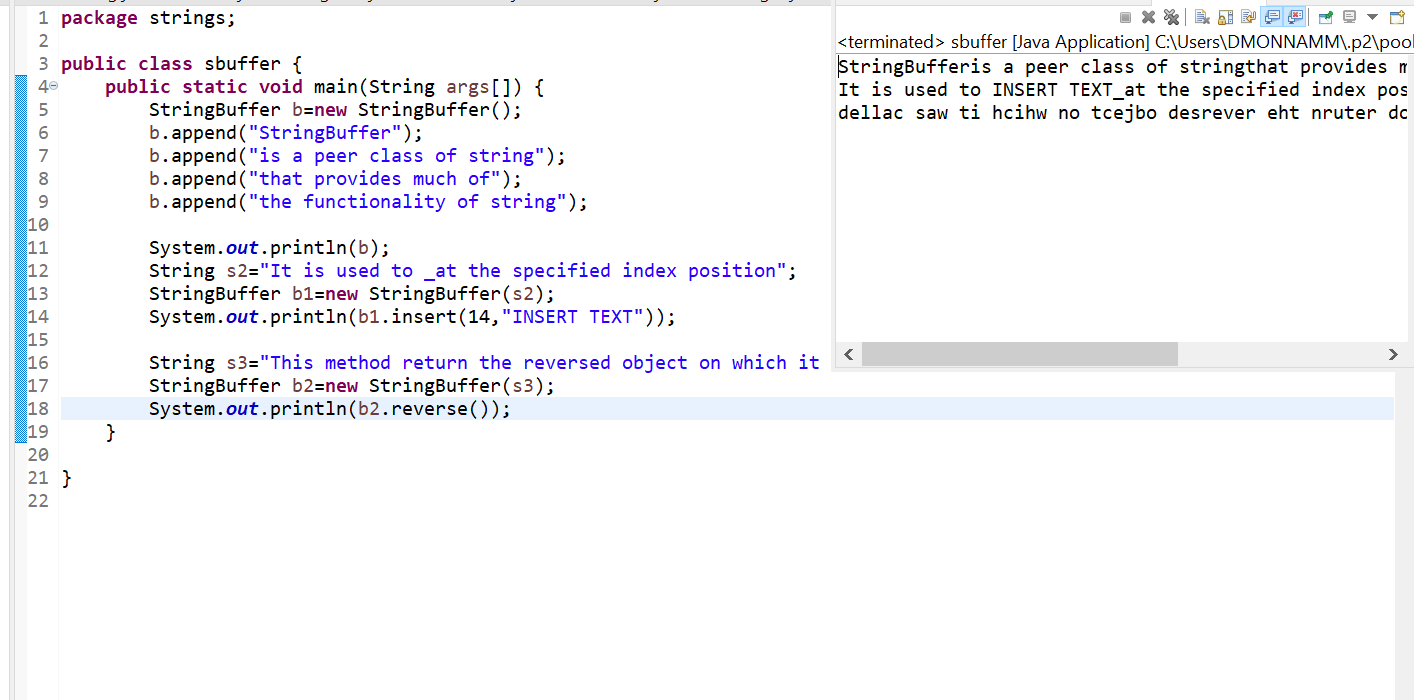 1 package strings;
2
3 public class sbuffer {
4 public static void main(String args[]) {
5 StringBuffer b=new StringBuffer();
6 b.append("StringBuffer");
7 b.append("is a peer class of string");
8 b.append("that provides much of");
9 b.append("the functionality of string");
10
11 System.out.println(b);
12 String s2="It is used to _at the specified index position";
13 StringBuffer b1=new StringBuffer(s2);
14 System.out.println(b1.insert(14,"INSERT TEXT"));
15
16 String s3="This method return the reversed object on which it
17 StringBuffer b2=new StringBuffer(s3);
18 System.out.println(b2.reverse());
19 }
20
21 }
22
<terminated> sbuffer [Java Application] C:\Users\DMONNAMM\.p2\pool
StringBufferis a peer class of stringthat provides m
It is used to INSERT TEXT_at the specified index pos
dellac saw ti hcihw no tcejbo desrever eht nruter do